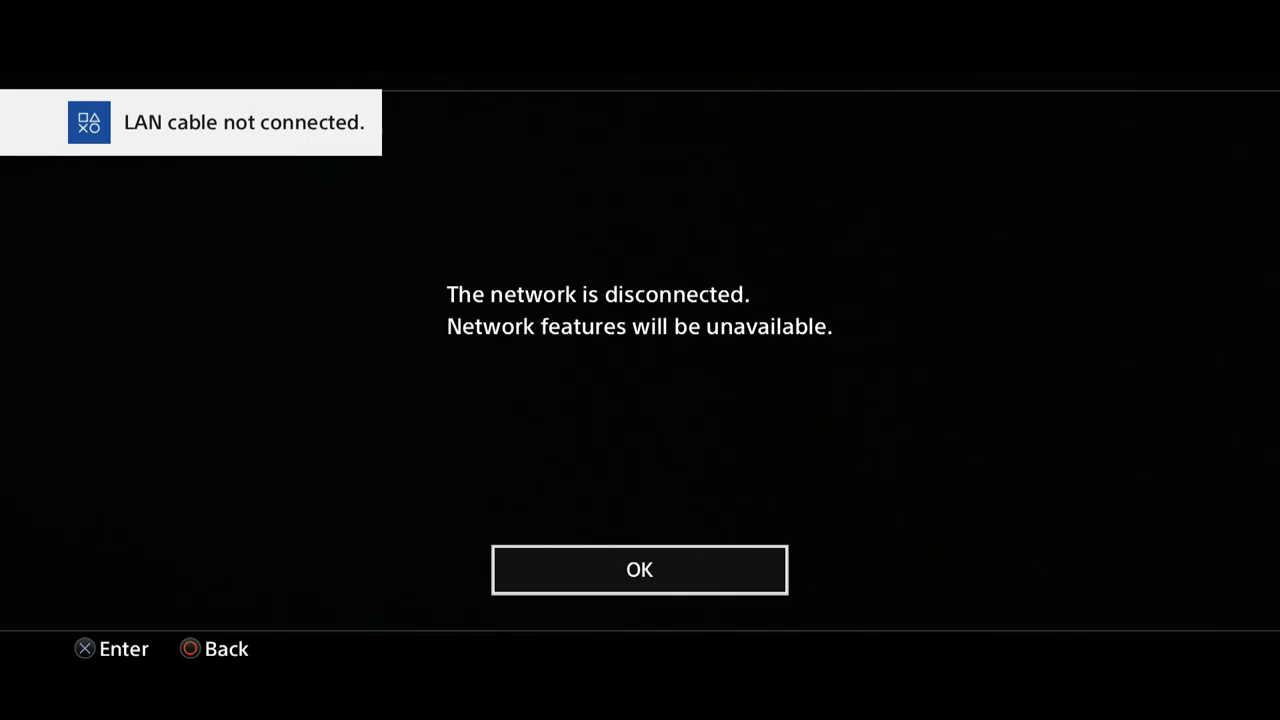 LAN cable not connected.
The network is disconnected.
Network features will be unavailable.
OK
Enter
Back